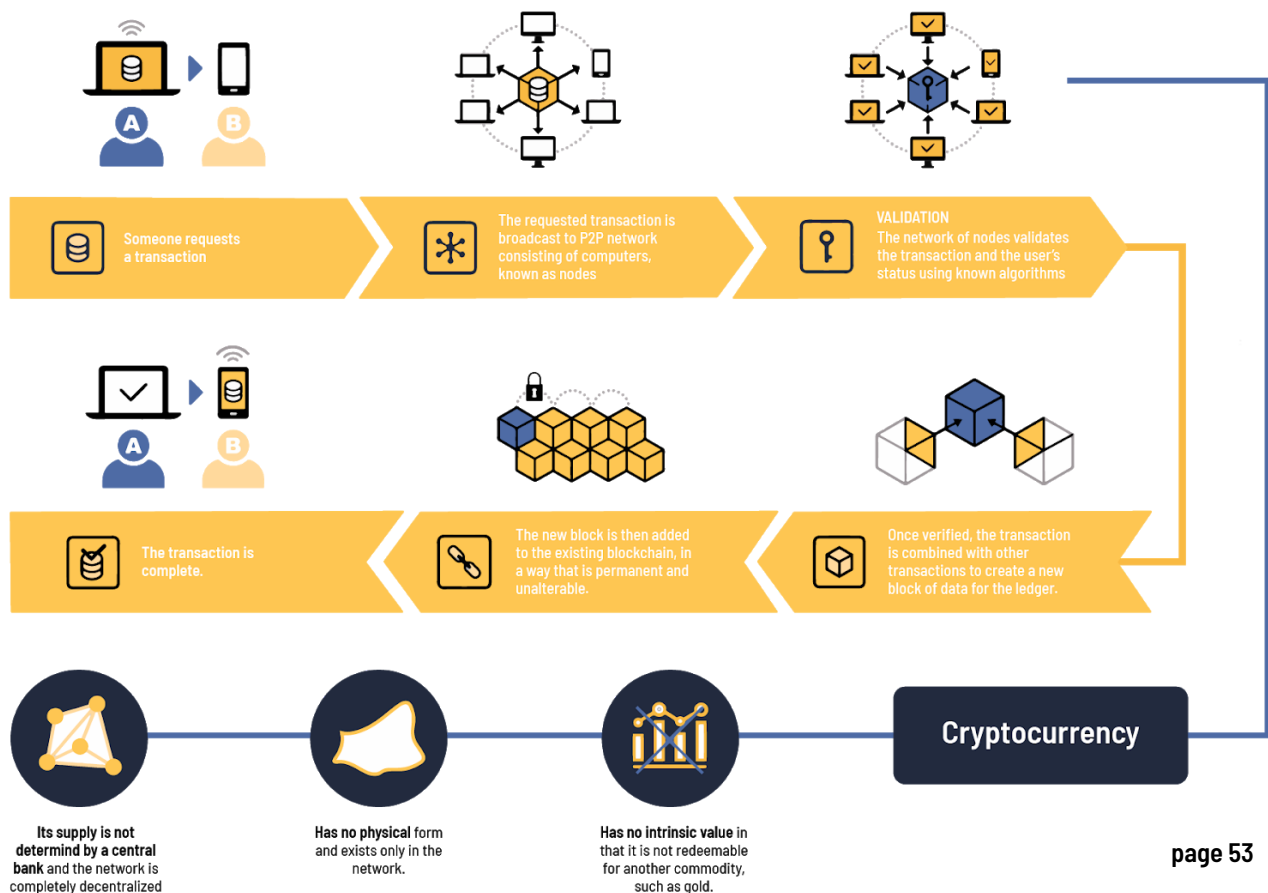 A
B
Someone requests
a transaction
The requested transaction is
broadcast to P2P network
consisting of computers,
known as nodes
VALIDATION
The network of nodes validates
the transaction and the user's
status using known algorithms
A
B
The transaction is
complete.
The new block is then added
to the existing blockchain, in
a way that is permanent and
unalterable.
Once verified, the transaction
is combined with other
transactions to create a new
block of data for the ledger.
Cryptocurrency
Its supply is not
determind by a central
bank and the network is
completely decentralized
Has no physical form
and exists only in the
network.
Has no intrinsic value in
that it is not redeemable
for another commodity,
such as gold.
page 53